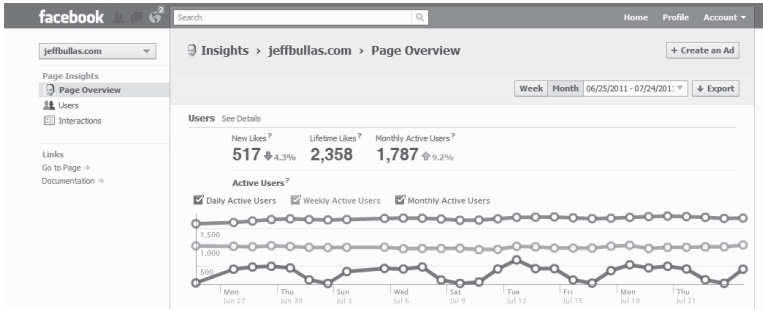 facebook 2 Search Home Profile Account
jeffbullas.com
Insights › jeffbullas.com › Page Overview
+ Create an Ad
Page Insights
Page Overview
Users
Interactions
Links
Go to Page
Documentation
Week Month 06/25/2011 - 07/24/201 Export
Users See Details
New Likes? Lifetime Likes? Monthly Active Users?
517 4.3% 2,358 1,787 9.2%
Active Users?
Daily Active Users Weekly Active Users Monthly Active Users
1,500
1,000
500
Mon Thu Sun Wed Sat Tue Fri Mon Thu
Jun 27 Jun 30 Jul 3 Jul 6 Jul 9 Jul 12 Jul 15 Jul 18 Jul 21